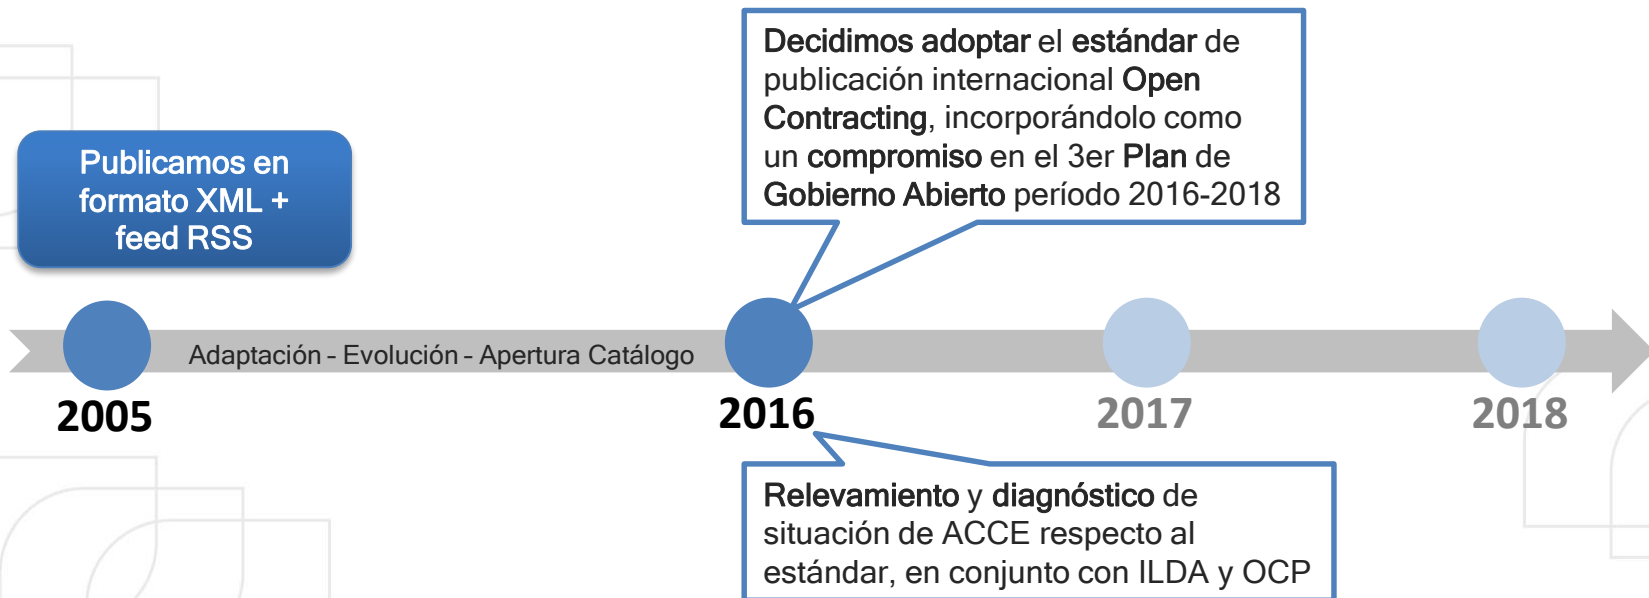 Decidimos adoptar el estándar de
publicación internacional Open
Contracting, incorporándolo como
un compromiso en el 3er Plan de
Gobierno Abierto período 2016-2018
Publicamos en
formato XML +
feed RSS
Adaptación - Evolución - Apertura Catálogo
2005
2016
2017
2018
Relevamiento y diagnóstico de
situación de ACCE respecto al
estándar, en conjunto con ILDA y OCP